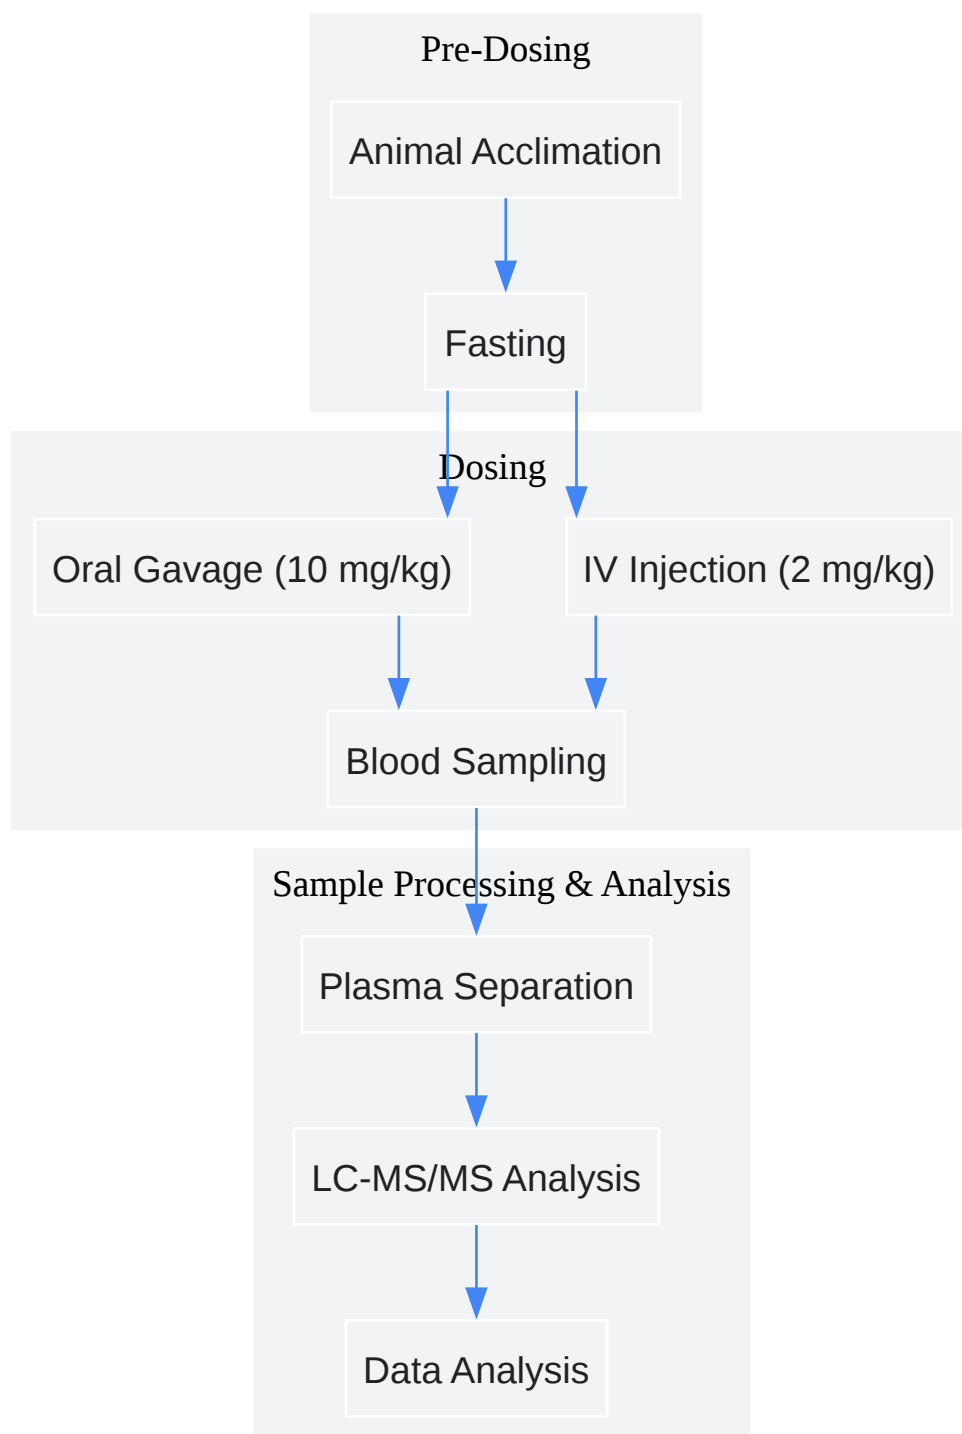 Pre-Dosing
Animal Acclimation
Fasting
Dosing
Oral Gavage (10 mg/kg)
IV Injection (2 mg/kg)
Blood Sampling
Sample Processing & Analysis
Plasma Separation
LC-MS/MS Analysis
Data Analysis